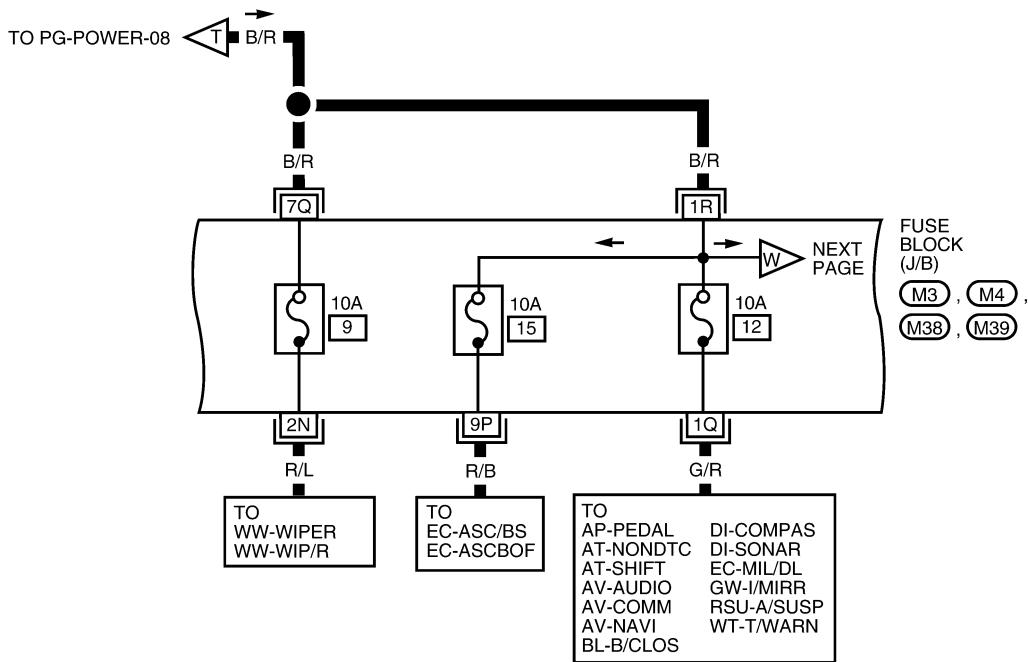 TO PG-POWER-08
T
B/R
B/R
B/R
7Q
1R
W
NEXT
PAGE
FUSE
BLOCK
(J/B)
M3 , M4 ,
M38 , M39
10A
9
10A
15
10A
12
2N
9P
1Q
R/L
R/B
G/R
TO
WW-WIPER
WW-WIP/R
TO
EC-ASC/BS
EC-ASCBOF
TO
AP-PEDAL
AT-NONDTC
AT-SHIFT
AV-AUDIO
AV-COMM
AV-NAVI
BL-B/CLOS
DI-COMPAS
DI-SONAR
EC-MIL/DL
GW-I/MIRR
RSU-A/SUSP
WT-T/WARN